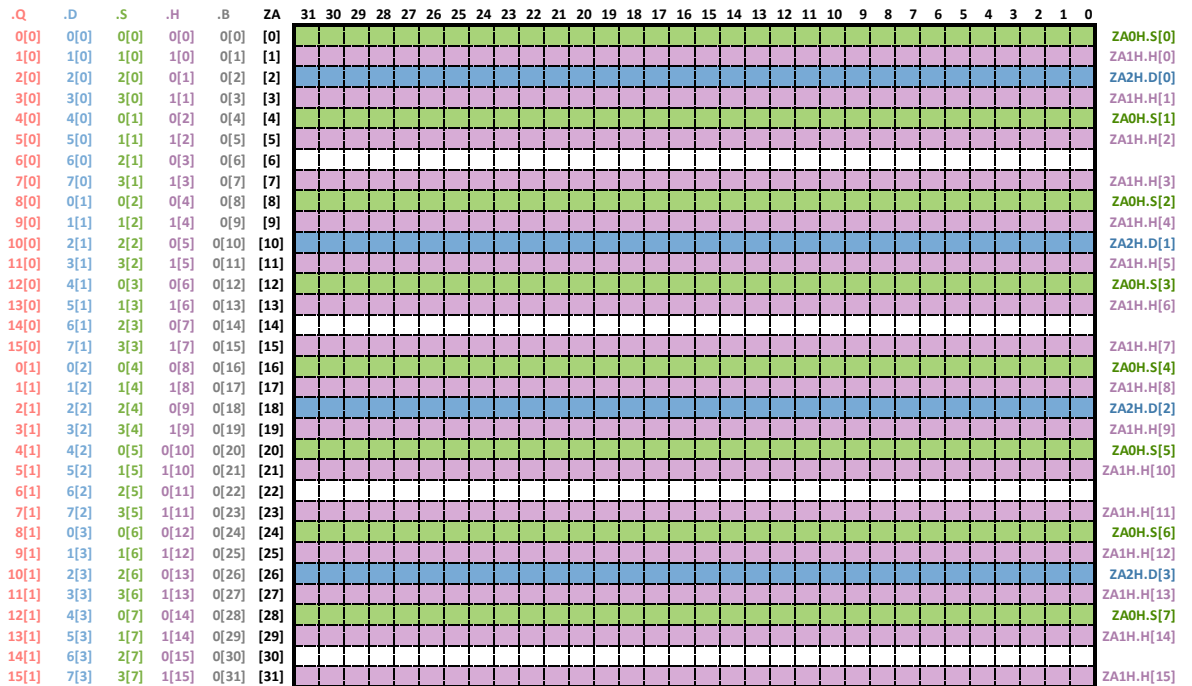 .Q .D .S .H .B ZA 31 30 29 28 27 26 25 24 23 22 21 20 19 18 17 16 15 14 13 12 11 10 9 8 7 6 5 4 3 2 1 0
0[0] 0[0] 0[0] 0[0] 0[0] [0] ZA0H.S[0]
1[0] 1[0] 1[0] 1[0] 0[1] [1] ZA1H.H[0]
2[0] 2[0] 2[0] 0[1] 0[2] [2] ZA2H.D[0]
3[0] 3[0] 3[0] 1[1] 0[3] [3] ZA1H.H[1]
4[0] 4[0] 0[1] 0[2] 0[4] [4] ZA0H.S[1]
5[0] 5[0] 1[1] 1[2] 0[5] [5] ZA1H.H[2]
6[0] 6[0] 2[1] 0[3] 0[6] [6]
7[0] 7[0] 3[1] 1[3] 0[7] [7] ZA1H.H[3]
8[0] 0[1] 0[2] 0[4] 0[8] [8] ZA0H.S[2]
9[0] 1[1] 1[2] 1[4] 0[9] [9] ZA1H.H[4]
10[0] 2[1] 2[2] 0[5] 0[10] [10] ZA2H.D[1]
11[0] 3[1] 3[2] 1[5] 0[11] [11] ZA1H.H[5]
12[0] 4[1] 0[3] 0[6] 0[12] [12] ZA0H.S[3]
13[0] 5[1] 1[3] 1[6] 0[13] [13] ZA1H.H[6]
14[0] 6[1] 2[3] 0[7] 0[14] [14]
15[0] 7[1] 3[3] 1[7] 0[15] [15] ZA1H.H[7]
0[1] 0[2] 0[4] 0[8] 0[16] [16] ZA0H.S[4]
1[1] 1[2] 1[4] 1[8] 0[17] [17] ZA1H.H[8]
2[1] 2[2] 2[4] 0[9] 0[18] [18] ZA2H.D[2]
3[1] 3[2] 3[4] 1[9] 0[19] [19] ZA1H.H[9]
4[1] 4[2] 0[5] 0[10] 0[20] [20] ZA0H.S[5]
5[1] 5[2] 1[5] 1[10] 0[21] [21] ZA1H.H[10]
6[1] 6[2] 2[5] 0[11] 0[22] [22]
7[1] 7[2] 3[5] 1[11] 0[23] [23] ZA1H.H[11]
8[1] 0[3] 0[6] 0[12] 0[24] [24] ZA0H.S[6]
9[1] 1[3] 1[6] 1[12] 0[25] [25] ZA1H.H[12]
10[1] 2[3] 2[6] 0[13] 0[26] [26] ZA2H.D[3]
11[1] 3[3] 3[6] 1[13] 0[27] [27] ZA1H.H[13]
12[1] 4[3] 0[7] 0[14] 0[28] [28] ZA0H.S[7]
13[1] 5[3] 1[7] 1[14] 0[29] [29] ZA1H.H[14]
14[1] 6[3] 2[7] 0[15] 0[30] [30]
15[1] 7[3] 3[7] 1[15] 0[31] [31] ZA1H.H[15]